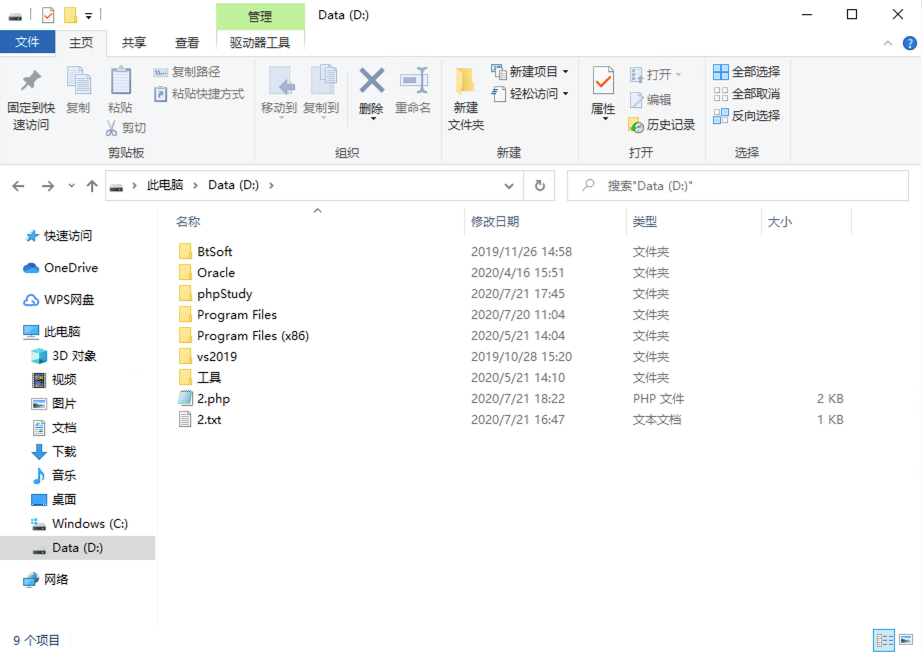 管理
Data (D:)
文件
主页
共享
查看
驱动器工具
固定到快速访问
复制
粘贴
复制路径
粘贴快捷方式
剪切
剪贴板
移动到
复制到
删除
重命名
组织
新建
文件夹
新建项目
轻松访问
新建
属性
打开
编辑
历史记录
打开
全部选择
全部取消
反向选择
选择
此电脑 > Data (D:) >
搜索"Data (D:)"
快速访问
OneDrive
WPS网盘
此电脑
3D 对象
视频
图片
文档
下载
音乐
桌面
Windows (C:)
Data (D:)
网络
名称 修改日期 类型 大小
BtSoft 2019/11/26 14:58 文件夹
Oracle 2020/4/16 15:51 文件夹
phpStudy 2020/7/21 17:45 文件夹
Program Files 2020/7/20 11:04 文件夹
Program Files (x86) 2020/5/21 14:04 文件夹
vs2019 2019/10/28 15:20 文件夹
工具 2020/5/21 14:10 文件夹
2.php 2020/7/21 18:22 PHP 文件 2 KB
2.txt 2020/7/21 16:47 文本文档 1 KB
9 个项目